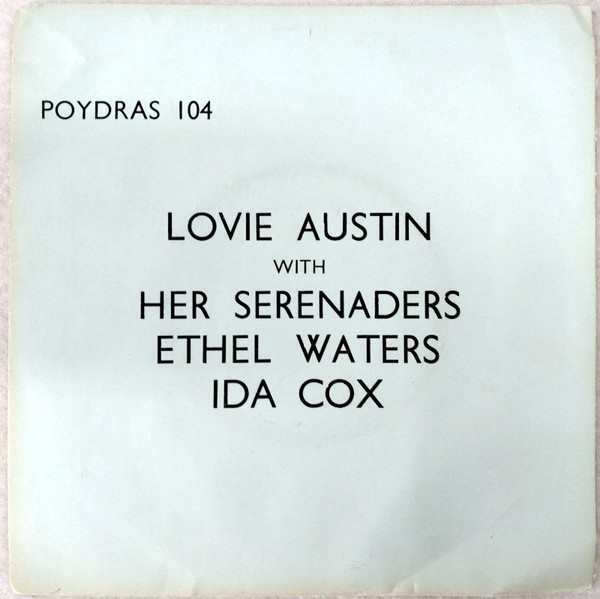 POYDRAS 104
LOVIE AUSTIN
WITH
HER SERENADERS
ETHEL WATERS
IDA COX